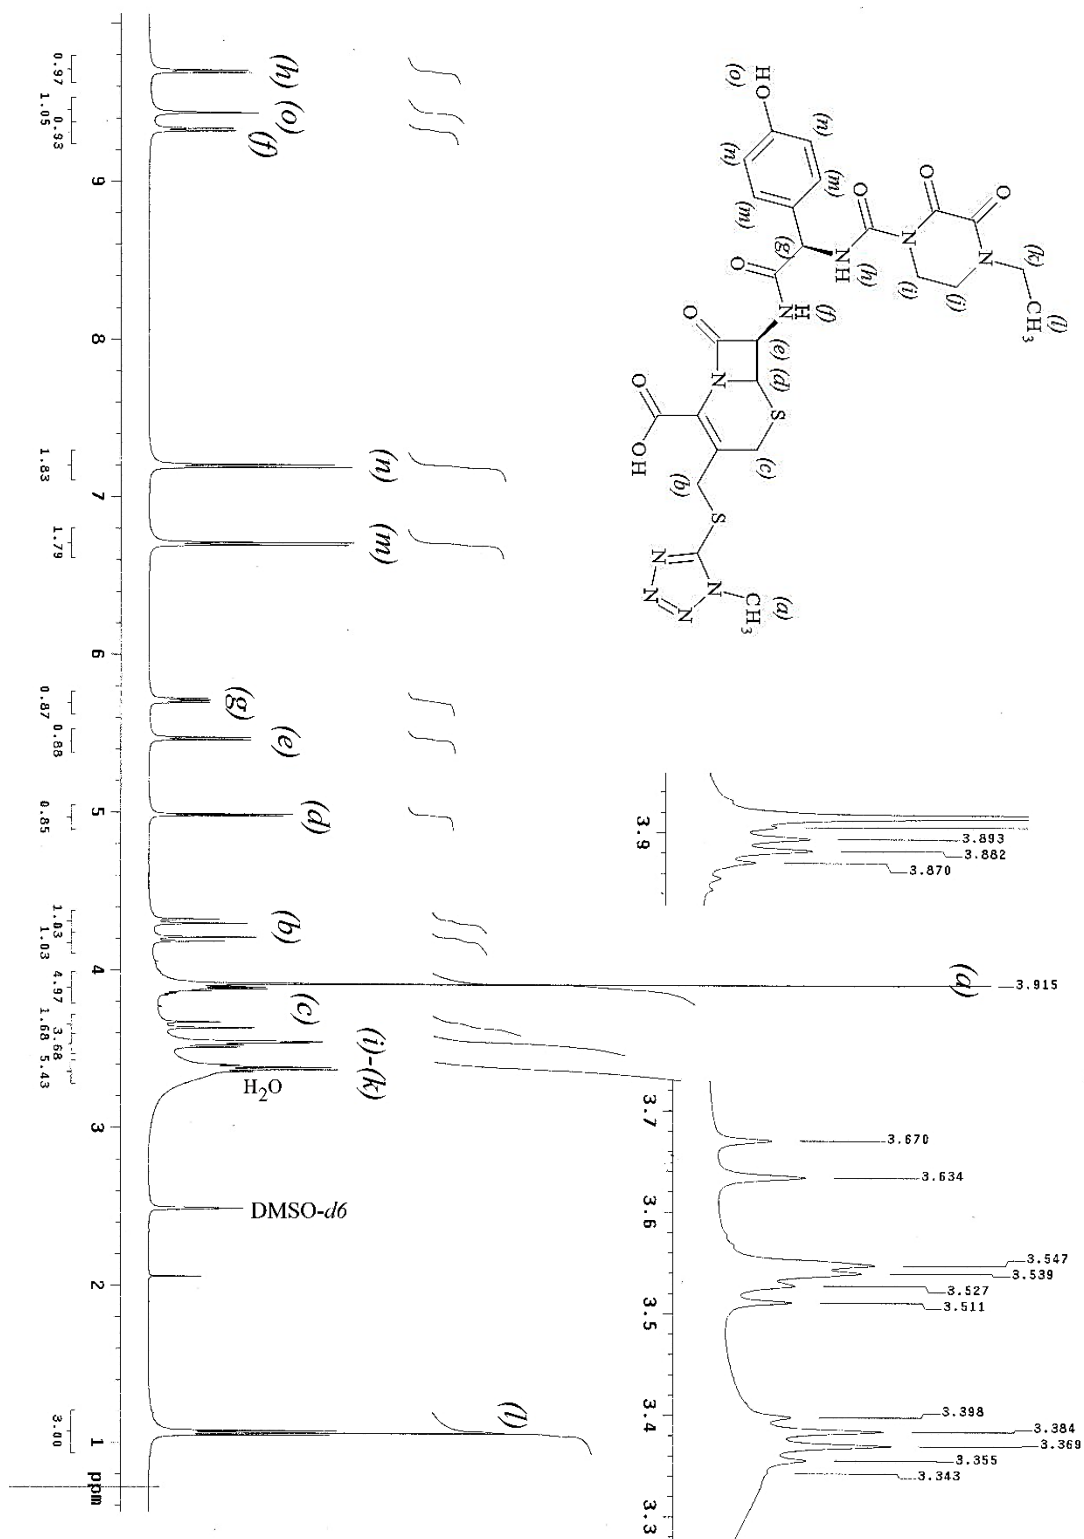 (h)
(o)
(f)
(n)
(m)
(g)
(e)
(d)
(b)
(a)
(c)
(i)-(k)
H2O
DMSO-d6
(l)
0.97
1.05
0.93
1.83
1.79
0.87
0.88
0.85
1.03
1.03
4.97
1.68
3.68
5.43
3.00
9
8
7
6
5
4
3
2
1
ppm
HO
(o)
(n)
(n)
(m)
(m)
(g)
O
N
H
(h)
O
O
O
N
N
(i)
(j)
(k)
CH3
(l)
O
N
H
(f)
O
N
(e)
(d)
S
(c)
O
OH
(b)
S
N
N
N
N
CH3
(a)
3.9
3.893
3.882
3.870
3.915
3.7
3.6
3.5
3.4
3.3
3.670
3.634
3.547
3.539
3.527
3.511
3.398
3.384
3.369
3.355
3.343